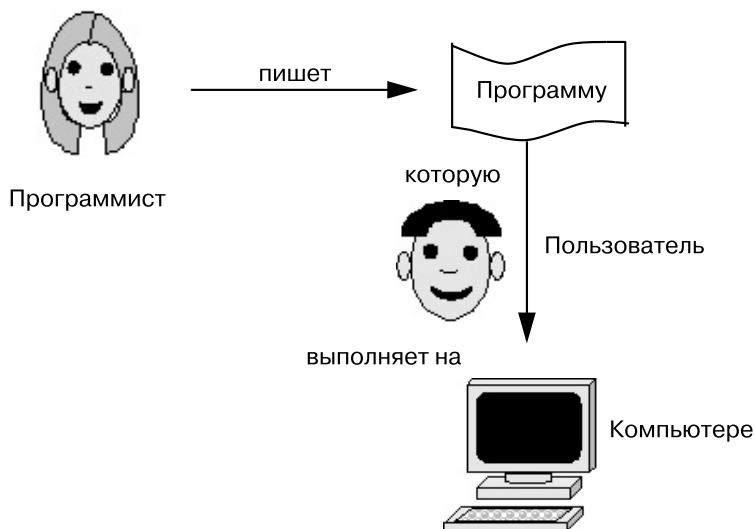 пишет
Программу
Программист
которую
Пользователь
выполняет на
Компьютере